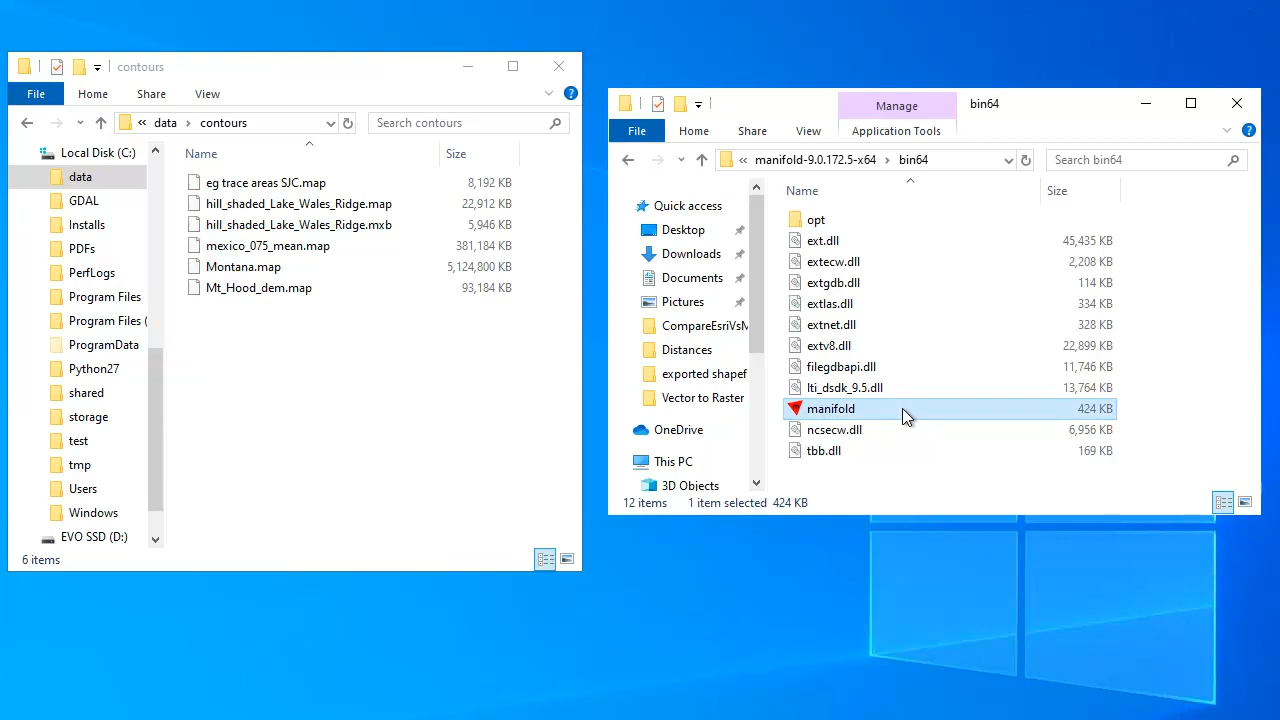 contours
File Home Share View
« data > contours
Search contours
Local Disk (C:)
data
GDAL
Installs
PDFs
PerfLogs
Program Files
Program Files (
ProgramData
Python27
shared
storage
test
tmp
Users
Windows
EVO SSD (D:)
Name Size
eg trace areas SJC.map 8,192 KB
hill_shaded_Lake_Wales_Ridge.map 22,912 KB
hill_shaded_Lake_Wales_Ridge.mxb 5,946 KB
mexico_075_mean.map 381,184 KB
Montana.map 5,124,800 KB
Mt_Hood_dem.map 93,184 KB
6 items
Manage bin64
File Home Share View Application Tools
« manifold-9.0.172.5-x64 > bin64
Search bin64
Quick access
Desktop
Downloads
Documents
Pictures
CompareEsriVsM
Distances
exported shapef
Vector to Raster
OneDrive
This PC
3D Objects
Name Size
opt
ext.dll 45,435 KB
extecw.dll 2,208 KB
extgdb.dll 114 KB
extlas.dll 334 KB
extnet.dll 328 KB
extv8.dll 22,899 KB
filegdbapi.dll 11,746 KB
lti_dsdk_9.5.dll 13,764 KB
manifold 424 KB
ncsecw.dll 6,956 KB
tbb.dll 169 KB
12 items 1 item selected 424 KB